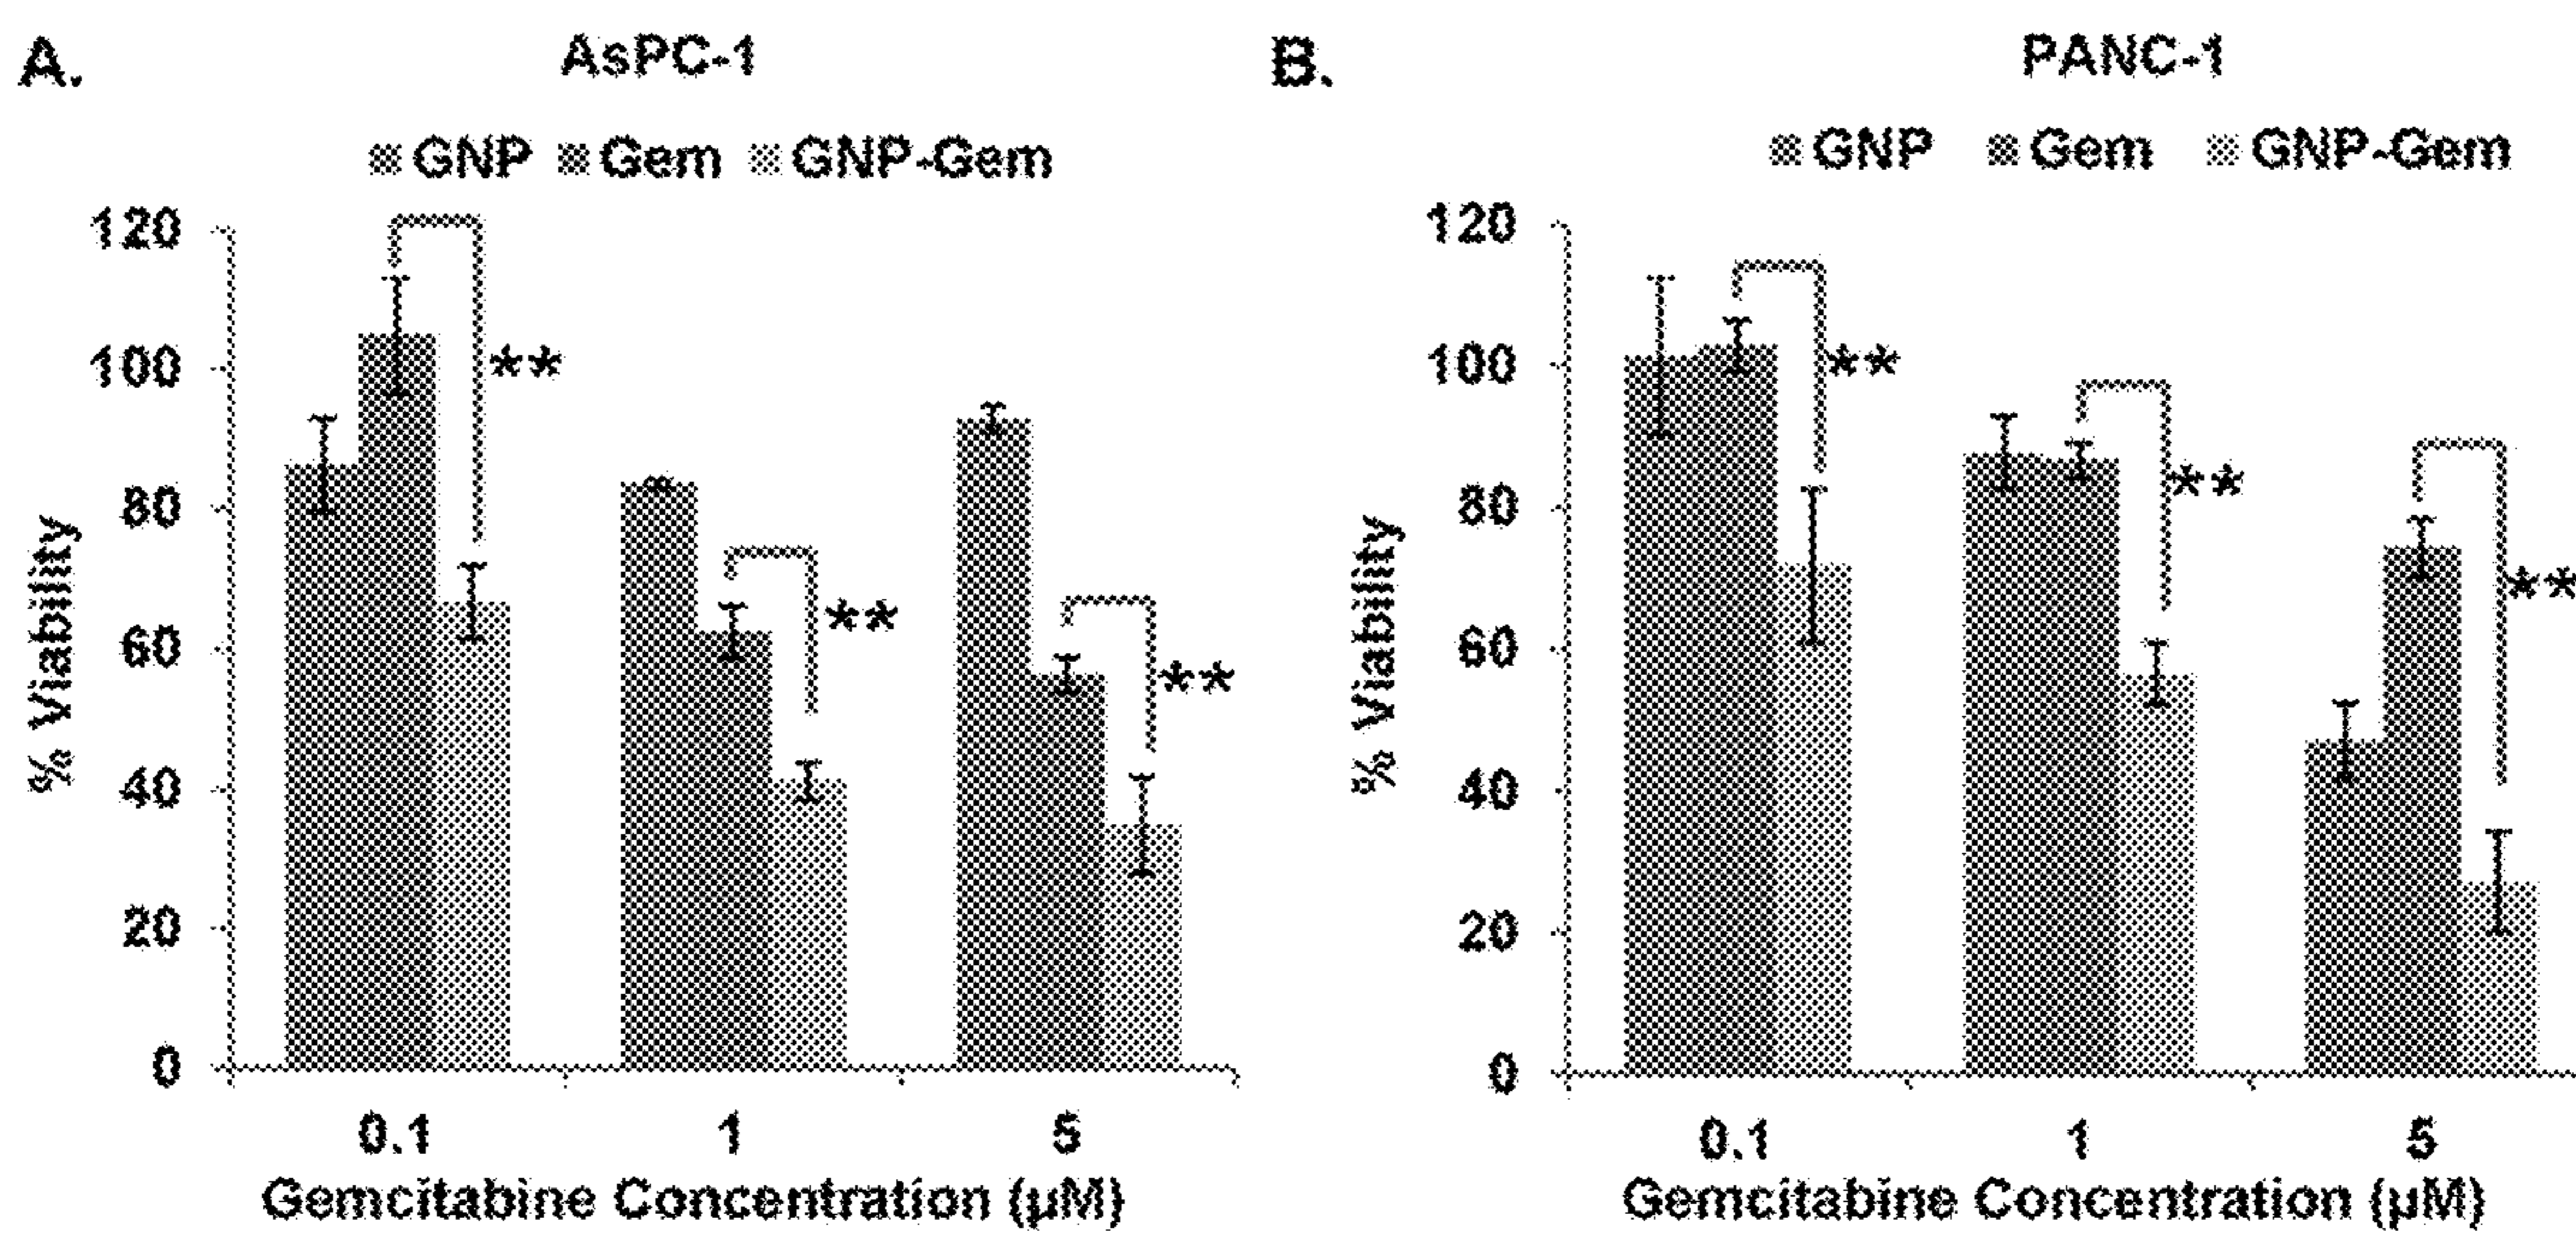 A.
AsPC-1
GNP Gem GNP-Gem
120
100
80
60
40
20
0
% Viability
**
**
**
0.1 1 5
Gemcitabine Concentration (µM)
B.
PANC-1
GNP Gem GNP-Gem
120
100
80
60
40
20
0
% Viability
**
**
**
0.1 1 5
Gemcitabine Concentration (µM)